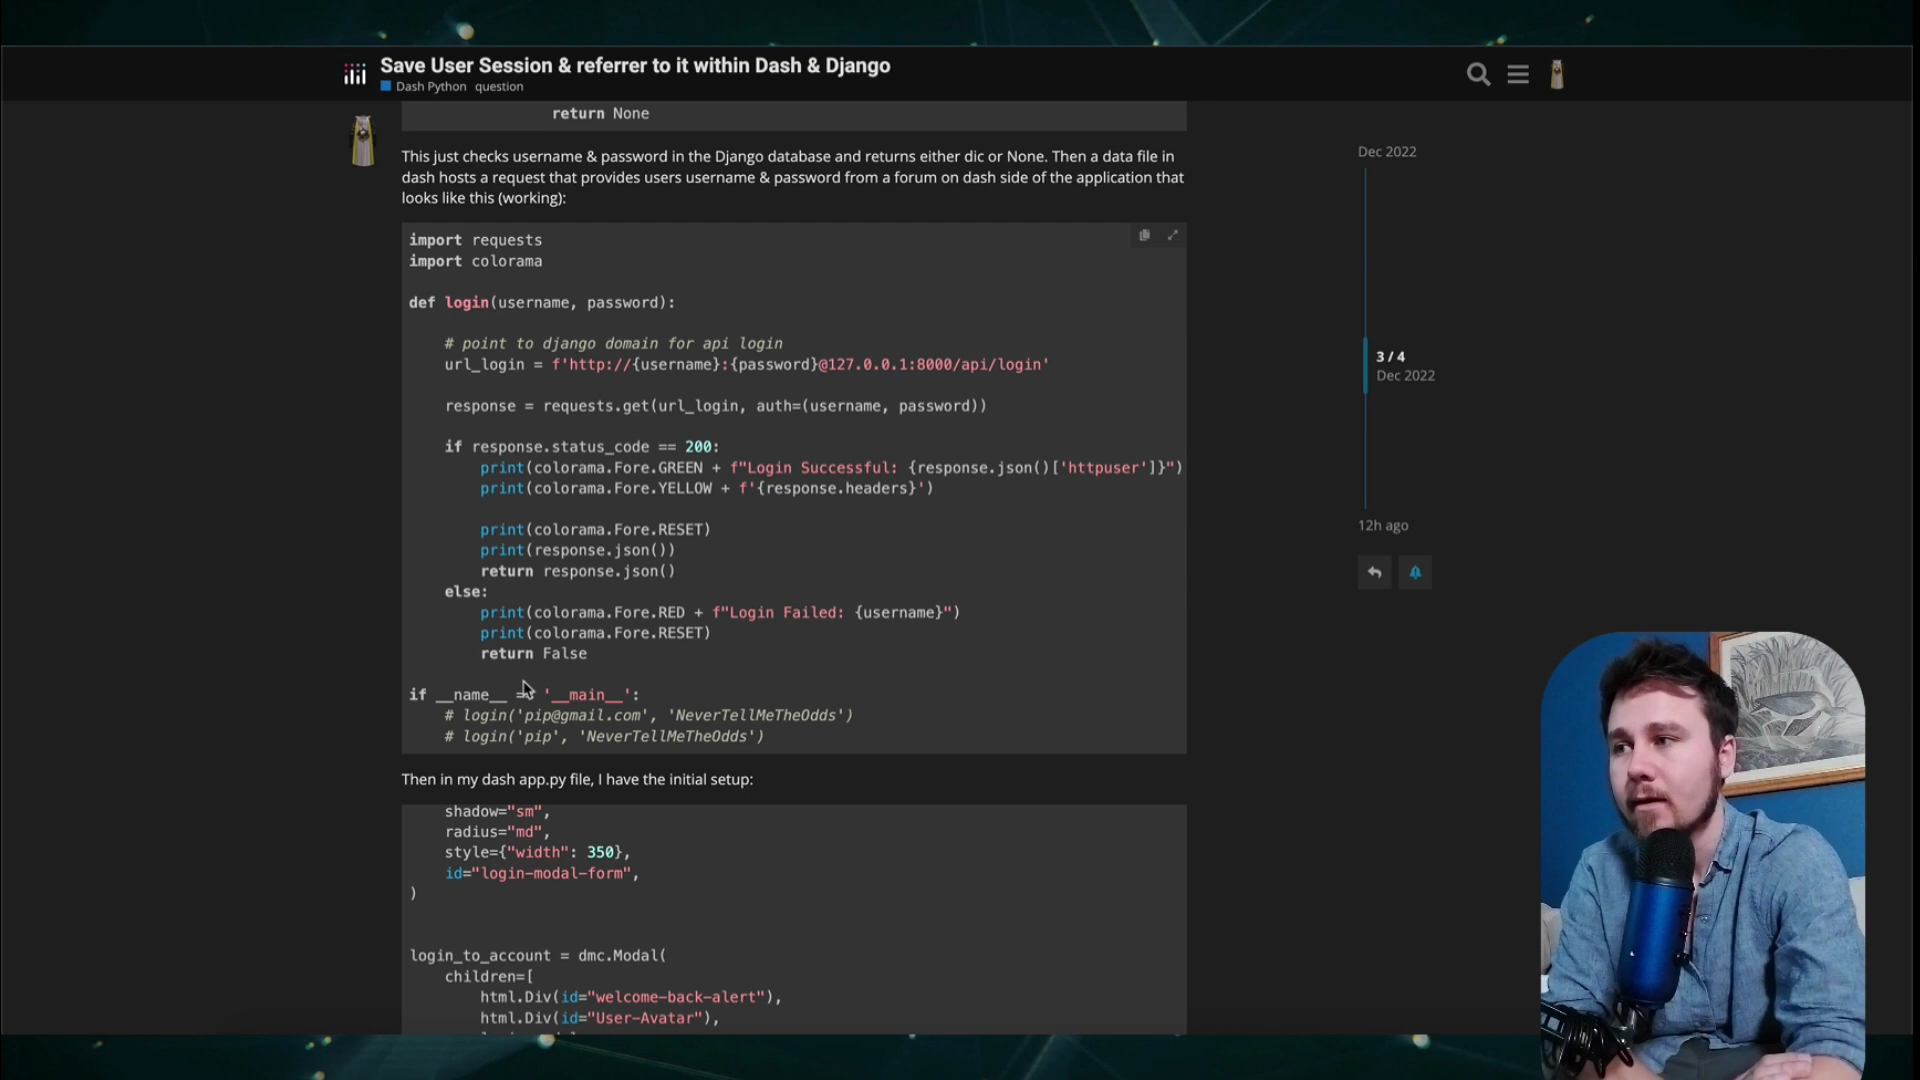 Save User Session & referrer to it within Dash & Django
Dash Python question
return None
This just checks username & password in the Django database and returns either dic or None. Then a data file in
dash hosts a request that provides users username & password from a forum on dash side of the application that
looks like this (working):
import requests
import colorama
def login(username, password):
# point to django domain for api login
url_login = f'http://{username}:{password}@127.0.0.1:8000/api/login'
response = requests.get(url_login, auth=(username, password))
if response.status_code == 200:
print(colorama.Fore.GREEN + f"Login Successful: {response.json()['httpuser']}")
print(colorama.Fore.YELLOW + f'{response.headers}')
print(colorama.Fore.RESET)
print(response.json())
return response.json()
else:
print(colorama.Fore.RED + f"Login Failed: {username}")
print(colorama.Fore.RESET)
return False
if __name__ == '__main__':
# login('pip@gmail.com', 'NeverTellMeTheOdds')
# login('pip', 'NeverTellMeTheOdds')
Then in my dash app.py file, I have the initial setup:
shadow="sm",
radius="md",
style={"width": 350},
id="login-modal-form",
)
login_to_account = dmc.Modal(
children=[
html.Div(id="welcome-back-alert"),
html.Div(id="User-Avatar"),
Dec 2022
3 / 4
Dec 2022
12h ago